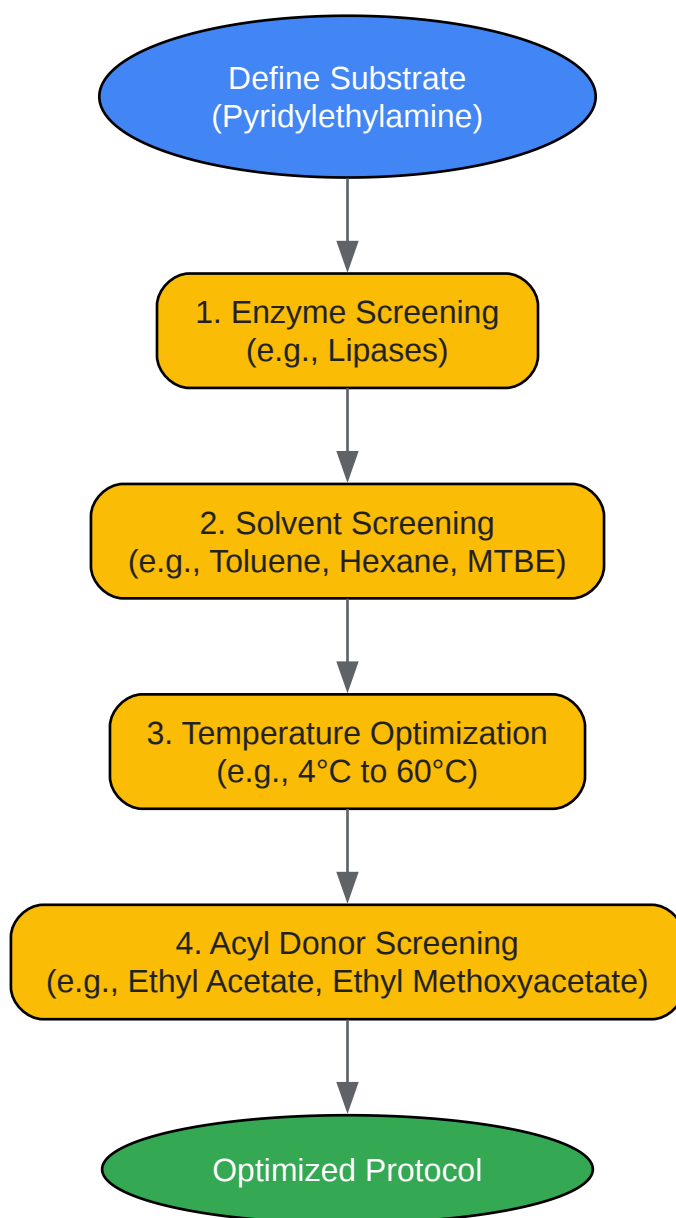 Define Substrate
(Pyridylethylamine)
1. Enzyme Screening
(e.g., Lipases)
2. Solvent Screening
(e.g., Toluene, Hexane, MTBE)
3. Temperature Optimization
(e.g., 4°C to 60°C)
4. Acyl Donor Screening
(e.g., Ethyl Acetate, Ethyl Methoxyacetate)
Optimized Protocol